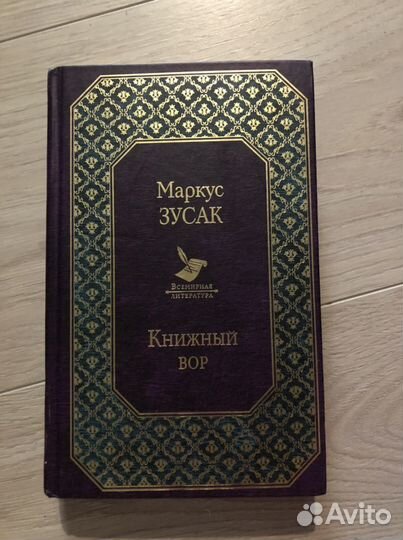 Маркус
ЗУСАК
Всемирная
литература
Книжный
вор
Avito